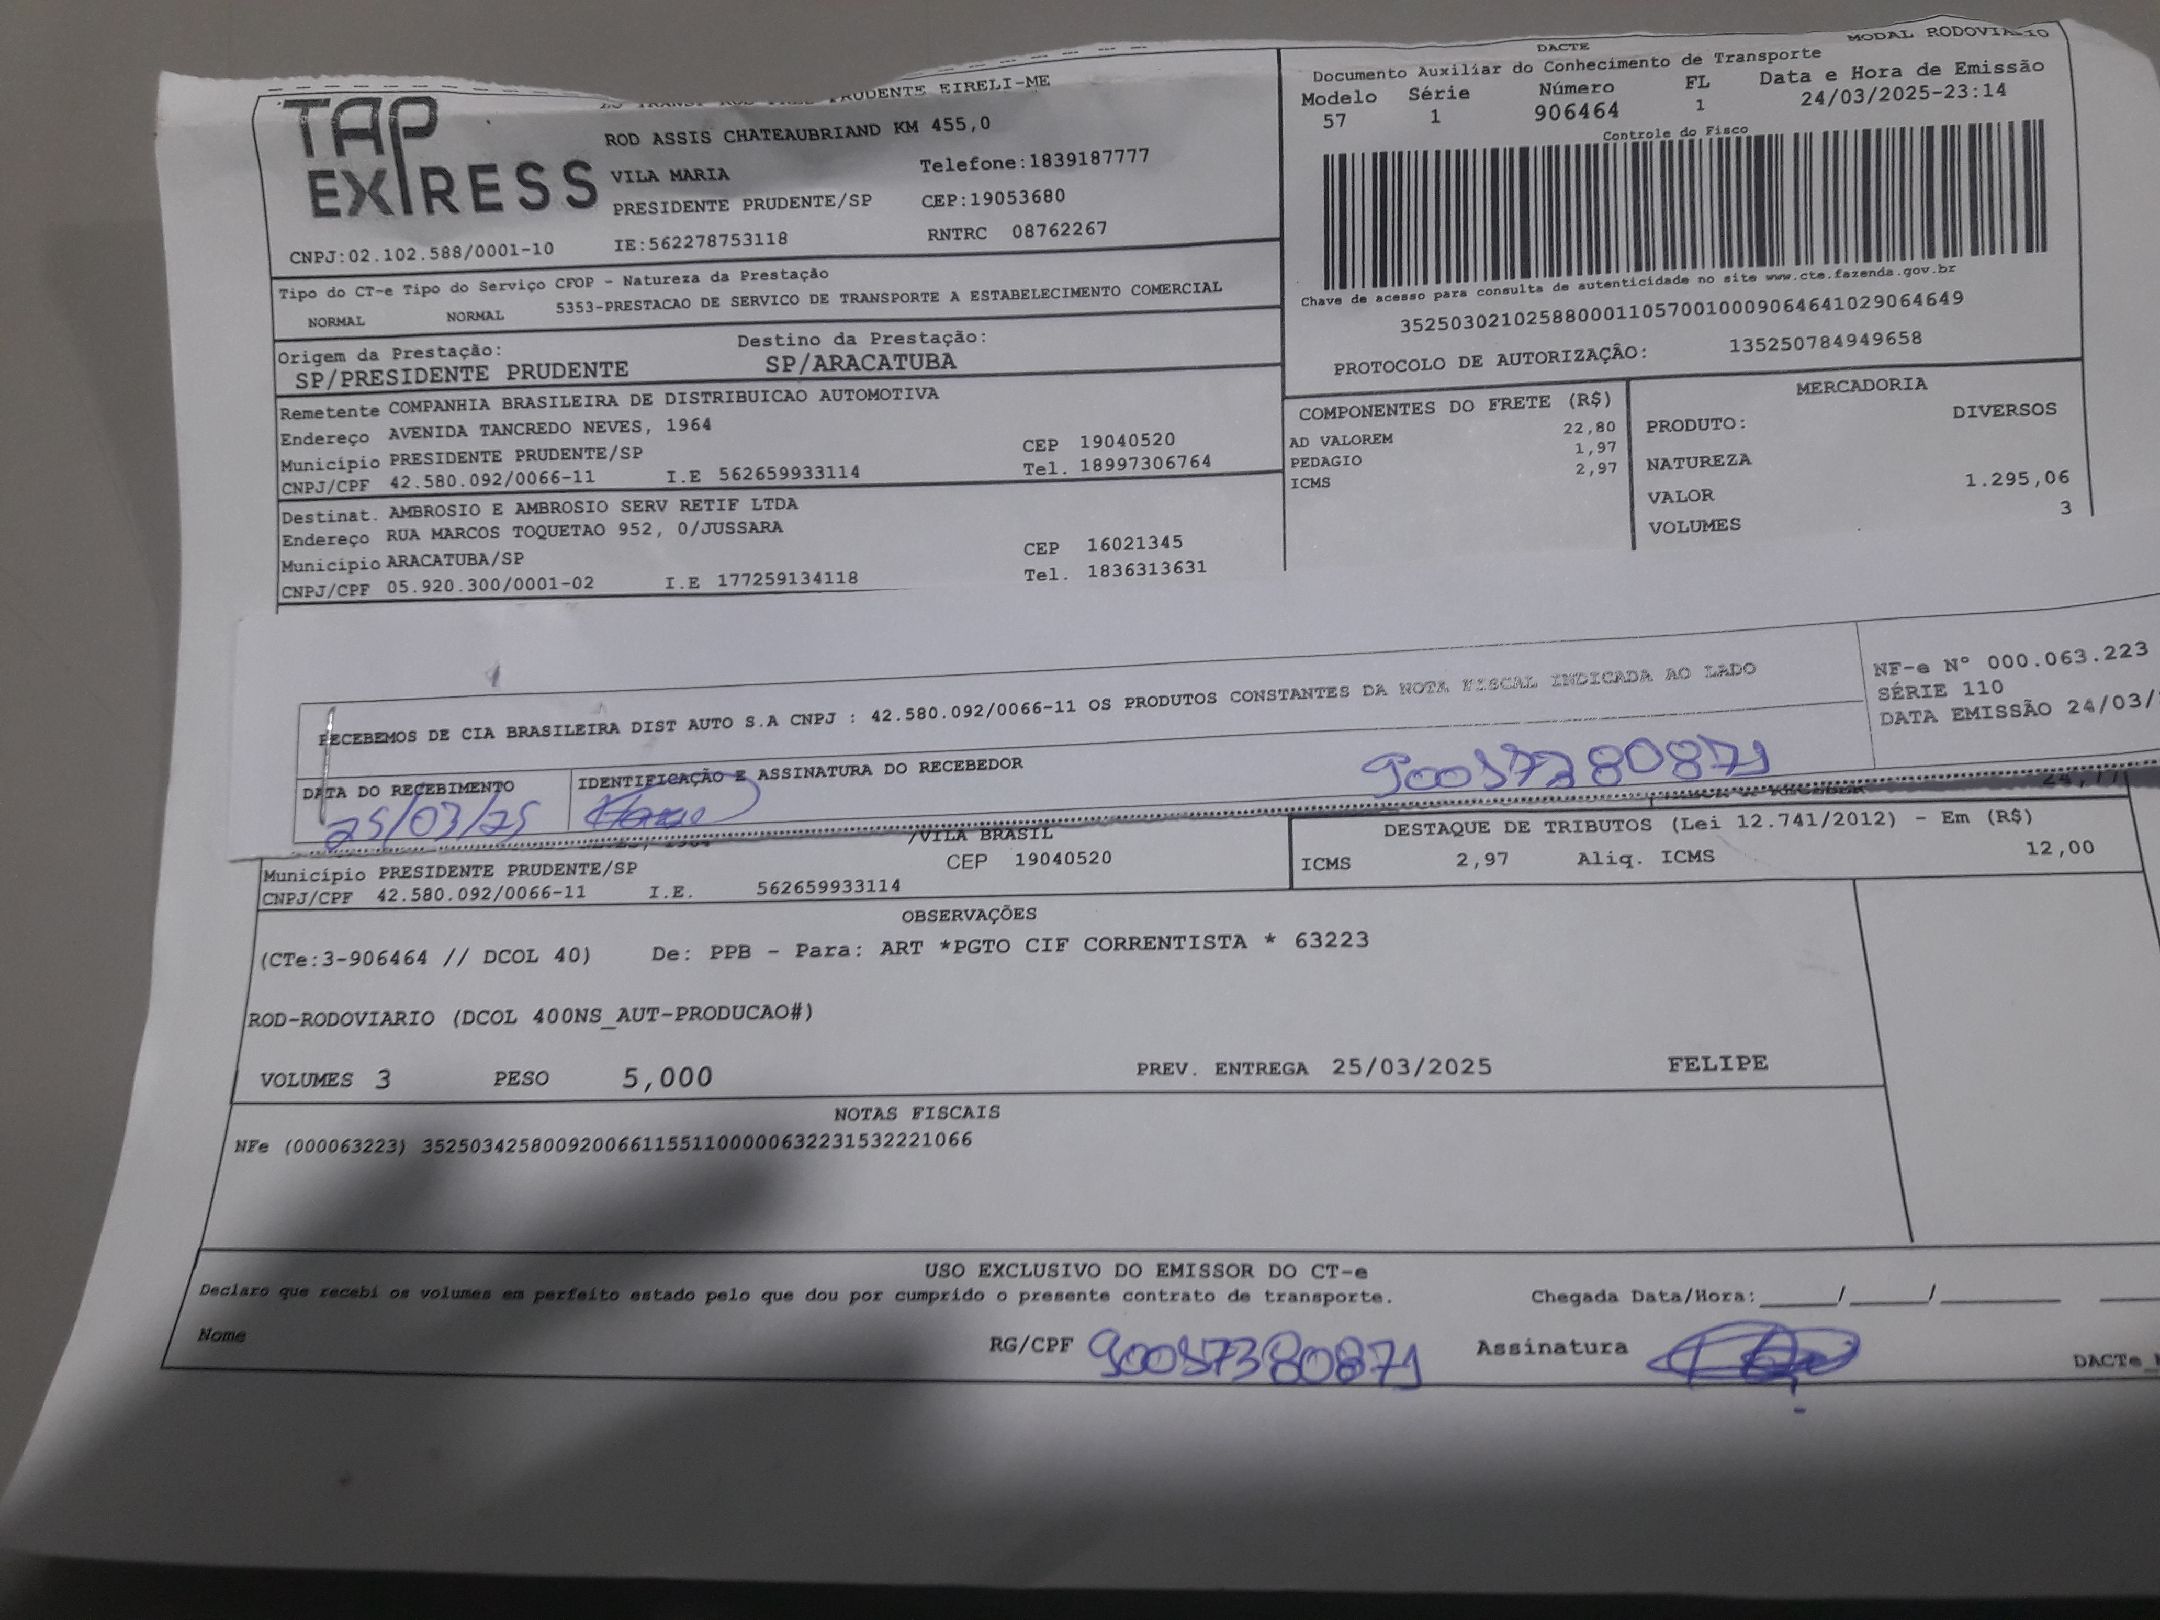 TAP
EXPRESS
PRUDENTE EIRELI-ME
ROD ASSIS CHATEAUBRIAND KM 455,0
VILA MARIA Telefone:1839187777
PRESIDENTE PRUDENTE/SP CEP:19053680
CNPJ:02.102.588/0001-10 IE:562278753118 RNTRC 08762267
DACTE MODAL RODOVIARIO
Documento Auxiliar do Conhecimento de Transporte
Modelo Série Número FL Data e Hora de Emissão
57 1 906464 1 24/03/2025-23:14
Controle do Fisco
Chave de acesso para consulta de autenticidade no site www.cte.fazenda.gov.br
35250302102588000110570010009064641029064649
PROTOCOLO DE AUTORIZAÇÃO: 135250784949658
Tipo do CT-e Tipo do Serviço CFOP - Natureza da Prestação
NORMAL NORMAL 5353-PRESTACAO DE SERVICO DE TRANSPORTE A ESTABELECIMENTO COMERCIAL
Origem da Prestação: Destino da Prestação:
SP/PRESIDENTE PRUDENTE SP/ARACATUBA
Remetente COMPANHIA BRASILEIRA DE DISTRIBUICAO AUTOMOTIVA
Endereço AVENIDA TANCREDO NEVES, 1964
Município PRESIDENTE PRUDENTE/SP CEP 19040520
CNPJ/CPF 42.580.092/0066-11 I.E 562659933114 Tel. 18997306764
Destinat. AMBROSIO E AMBROSIO SERV RETIF LTDA
Endereço RUA MARCOS TOQUETAO 952, 0/JUSSARA
Município ARACATUBA/SP CEP 16021345
CNPJ/CPF 05.920.300/0001-02 I.E 177259134118 Tel. 1836313631
COMPONENTES DO FRETE (R$)
22,80
AD VALOREM 1,97
PEDAGIO 2,97
ICMS
MERCADORIA
PRODUTO: DIVERSOS
NATUREZA
VALOR 1.295,06
VOLUMES 3
RECEBEMOS DE CIA BRASILEIRA DIST AUTO S.A CNPJ : 42.580.092/0066-11 OS PRODUTOS CONSTANTES DA NOTA FISCAL INDICADA AO LADO
NF-e Nº 000.063.223
SÉRIE 110
DATA EMISSÃO 24/03/
DATA DO RECEBIMENTO IDENTIFICAÇÃO E ASSINATURA DO RECEBEDOR
25/03/25
/VILA BRASIL
Município PRESIDENTE PRUDENTE/SP CEP 19040520
CNPJ/CPF 42.580.092/0066-11 I.E. 562659933114
DESTAQUE DE TRIBUTOS (Lei 12.741/2012) - Em (R$)
ICMS 2,97 Aliq. ICMS 12,00
OBSERVAÇÕES
(CTe:3-906464 // DCOL 40) De: PPB - Para: ART *PGTO CIF CORRENTISTA * 63223
ROD-RODOVIARIO (DCOL 400NS_AUT-PRODUCAO#)
VOLUMES 3 PESO 5,000 PREV. ENTREGA 25/03/2025 FELIPE
NOTAS FISCAIS
NFe (000063223) 35250342580092006611551100000632231532221066
USO EXCLUSIVO DO EMISSOR DO CT-e
Declaro que recebi os volumes em perfeito estado pelo que dou por cumprido o presente contrato de transporte. Chegada Data/Hora:_____/_____/________
Nome RG/CPF Assinatura
DACTe_